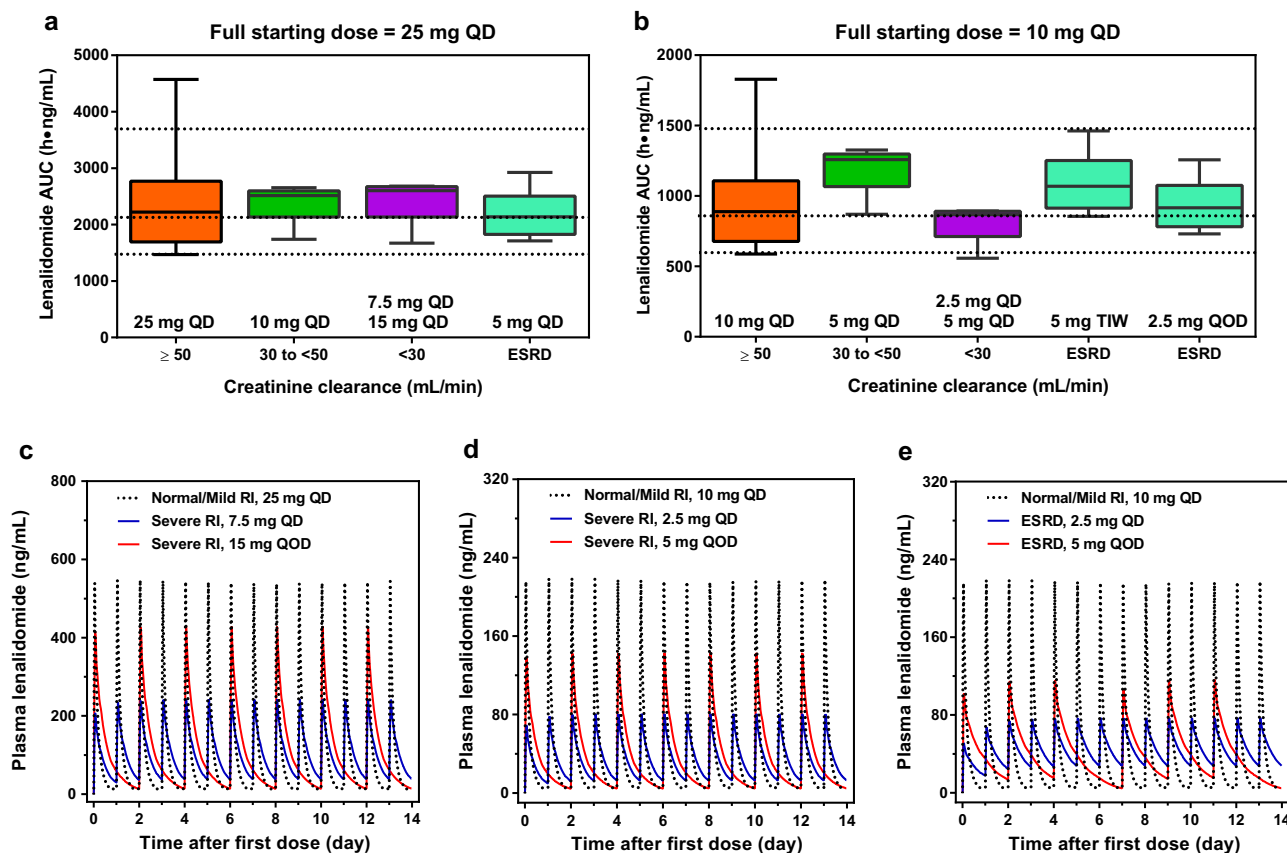 a
Full starting dose = 25 mg QD
Lenalidomide AUC (h•ng/mL)
5000
4000
3000
2000
1000
0
7.5 mg QD
25 mg QD 10 mg QD 15 mg QD 5 mg QD
≥ 50 30 to <50 <30 ESRD
Creatinine clearance (mL/min)
b
Full starting dose = 10 mg QD
Lenalidomide AUC (h•ng/mL)
2000
1500
1000
500
0
2.5 mg QD
10 mg QD 5 mg QD 5 mg QD 5 mg TIW 2.5 mg QOD
≥ 50 30 to <50 <30 ESRD ESRD
Creatinine clearance (mL/min)
c
Plasma lenalidomide (ng/mL)
800
600
400
200
0
Normal/Mild RI, 25 mg QD
Severe RI, 7.5 mg QD
Severe RI, 15 mg QOD
0 2 4 6 8 10 12 14
Time after first dose (day)
d
Plasma lenalidomide (ng/mL)
320
240
160
80
0
Normal/Mild RI, 10 mg QD
Severe RI, 2.5 mg QD
Severe RI, 5 mg QOD
0 2 4 6 8 10 12 14
Time after first dose (day)
e
Plasma lenalidomide (ng/mL)
320
240
160
80
0
Normal/Mild RI, 10 mg QD
ESRD, 2.5 mg QD
ESRD, 5 mg QOD
0 2 4 6 8 10 12 14
Time after first dose (day)